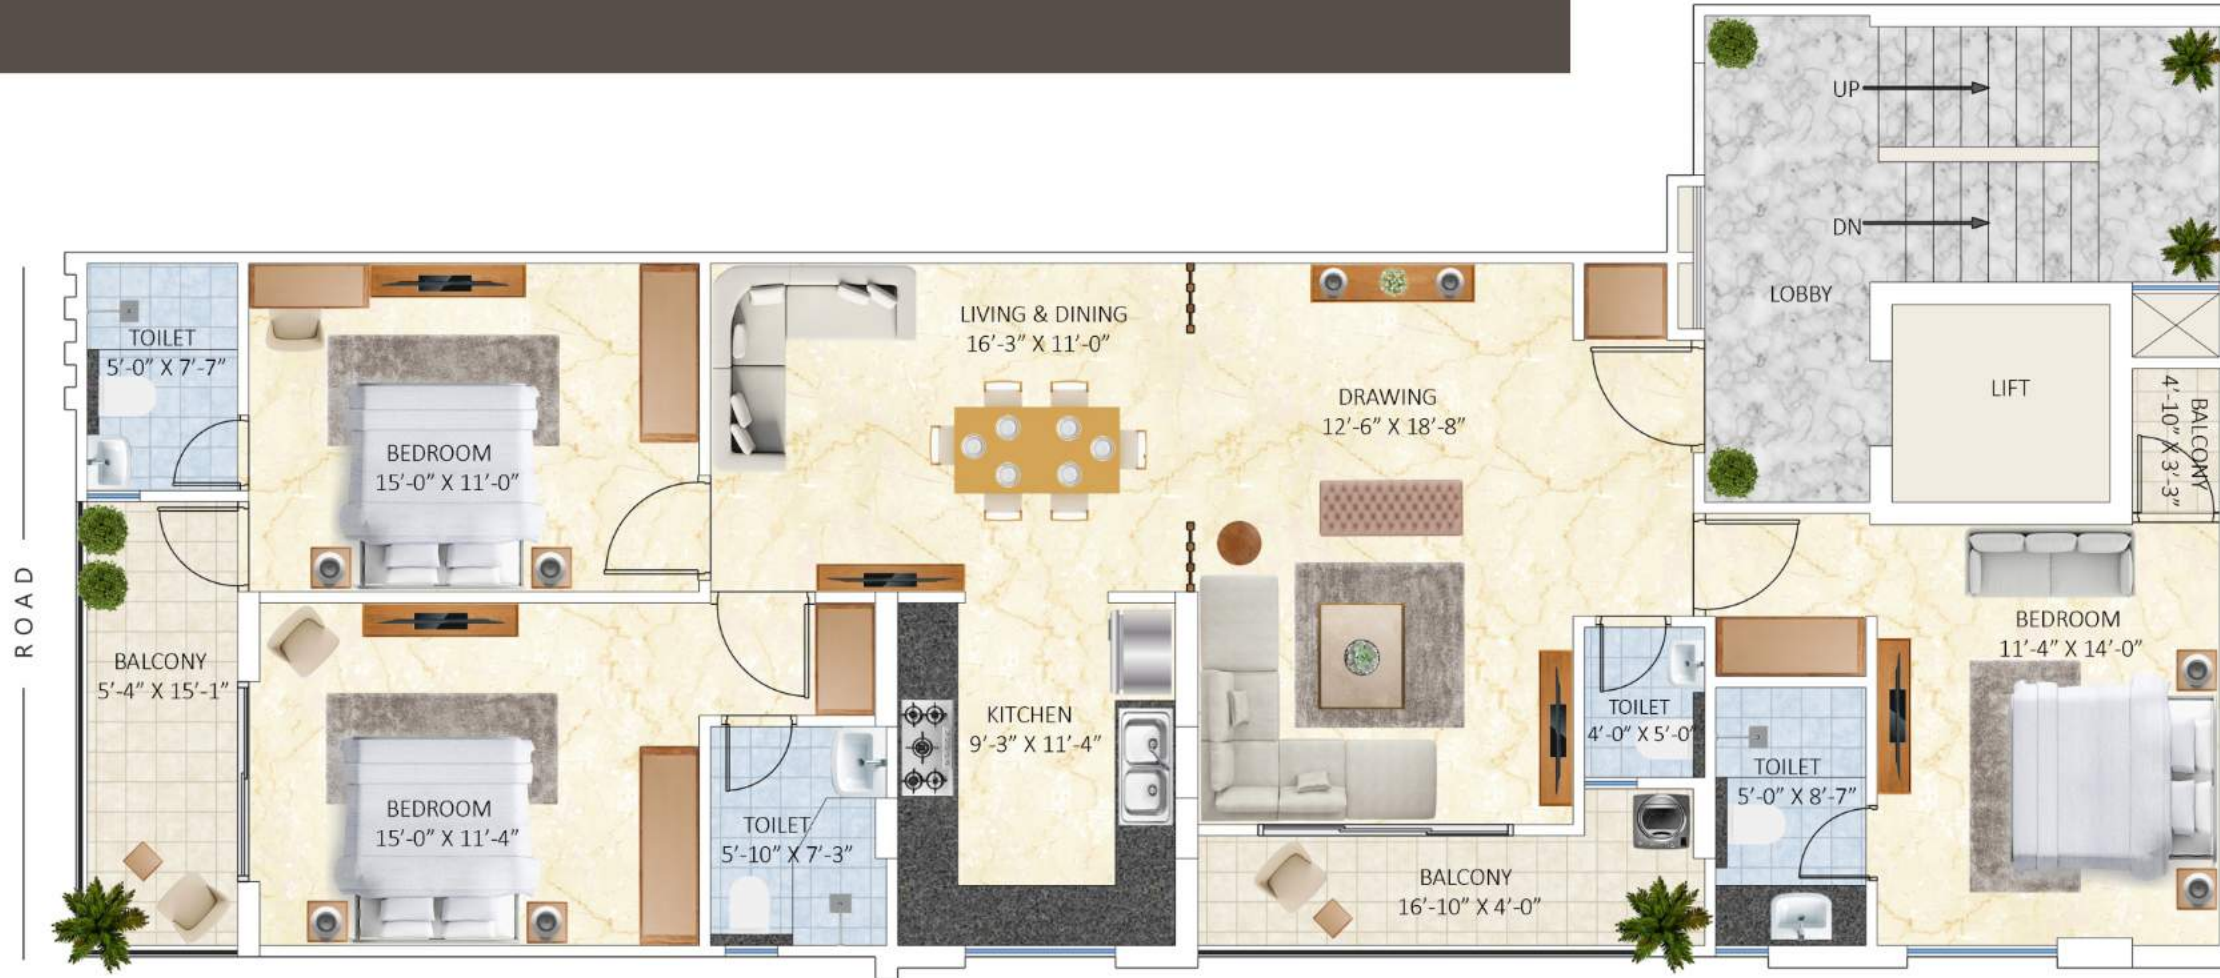 UP
DN
LOBBY
LIFT
BALCONY
4'-10" X 3'-3"
TOILET
5'-0" X 7'-7"
BEDROOM
15'-0" X 11'-0"
LIVING & DINING
16'-3" X 11'-0"
DRAWING
12'-6" X 18'-8"
ROAD
BALCONY
5'-4" X 15'-1"
BEDROOM
15'-0" X 11'-4"
TOILET
5'-10" X 7'-3"
KITCHEN
9'-3" X 11'-4"
BALCONY
16'-10" X 4'-0"
TOILET
4'-0" X 5'-0"
TOILET
5'-0" X 8'-7"
BEDROOM
11'-4" X 14'-0"